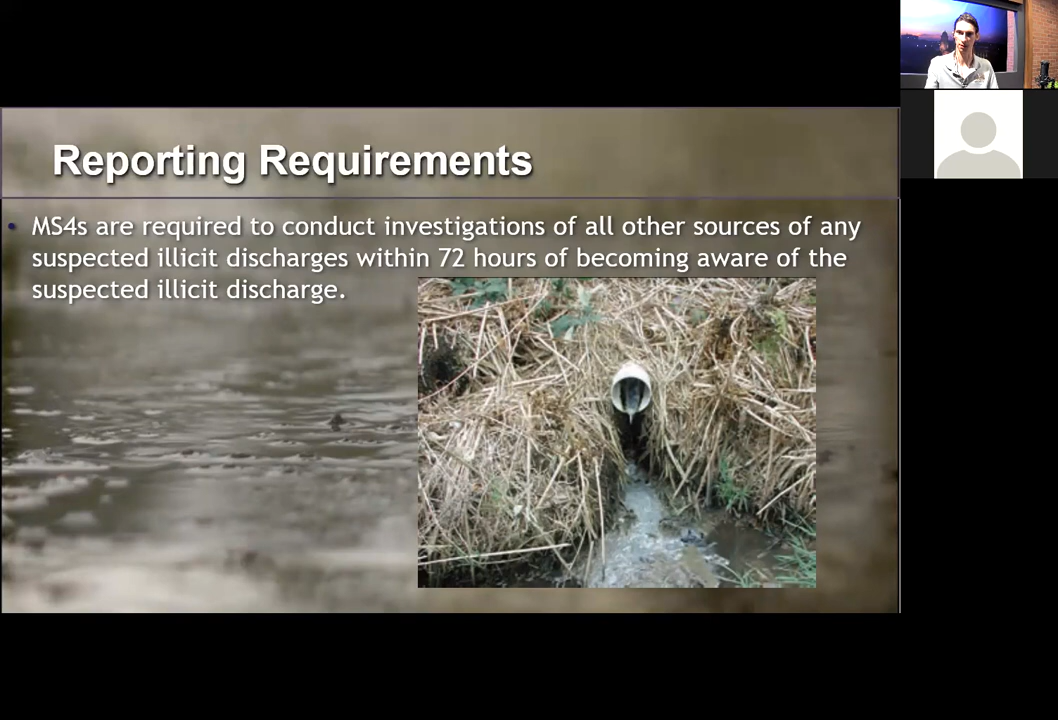 Reporting Requirements
• MS4s are required to conduct investigations of all other sources of any
suspected illicit discharges within 72 hours of becoming aware of the
suspected illicit discharge.